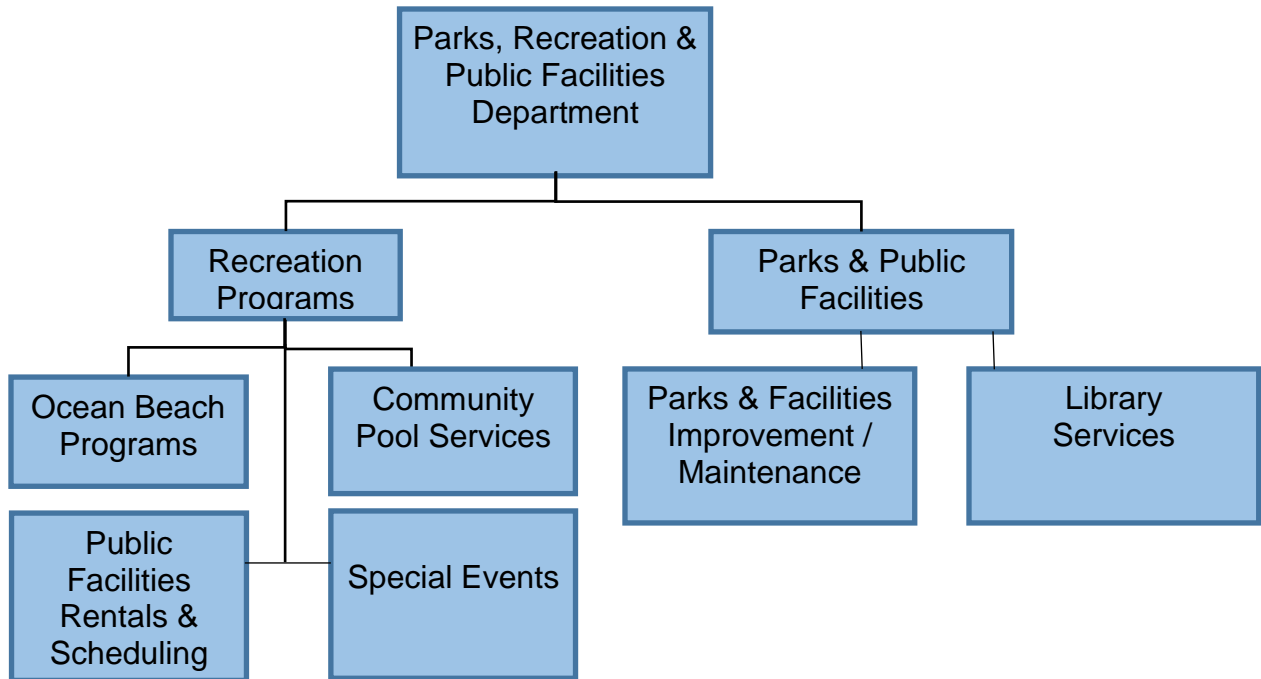 Parks, Recreation &
Public Facilities
Department
Recreation
Programs
Parks & Public
Facilities
Ocean Beach
Programs
Community
Pool Services
Parks & Facilities
Improvement /
Maintenance
Library
Services
Public
Facilities
Rentals &
Scheduling
Special Events